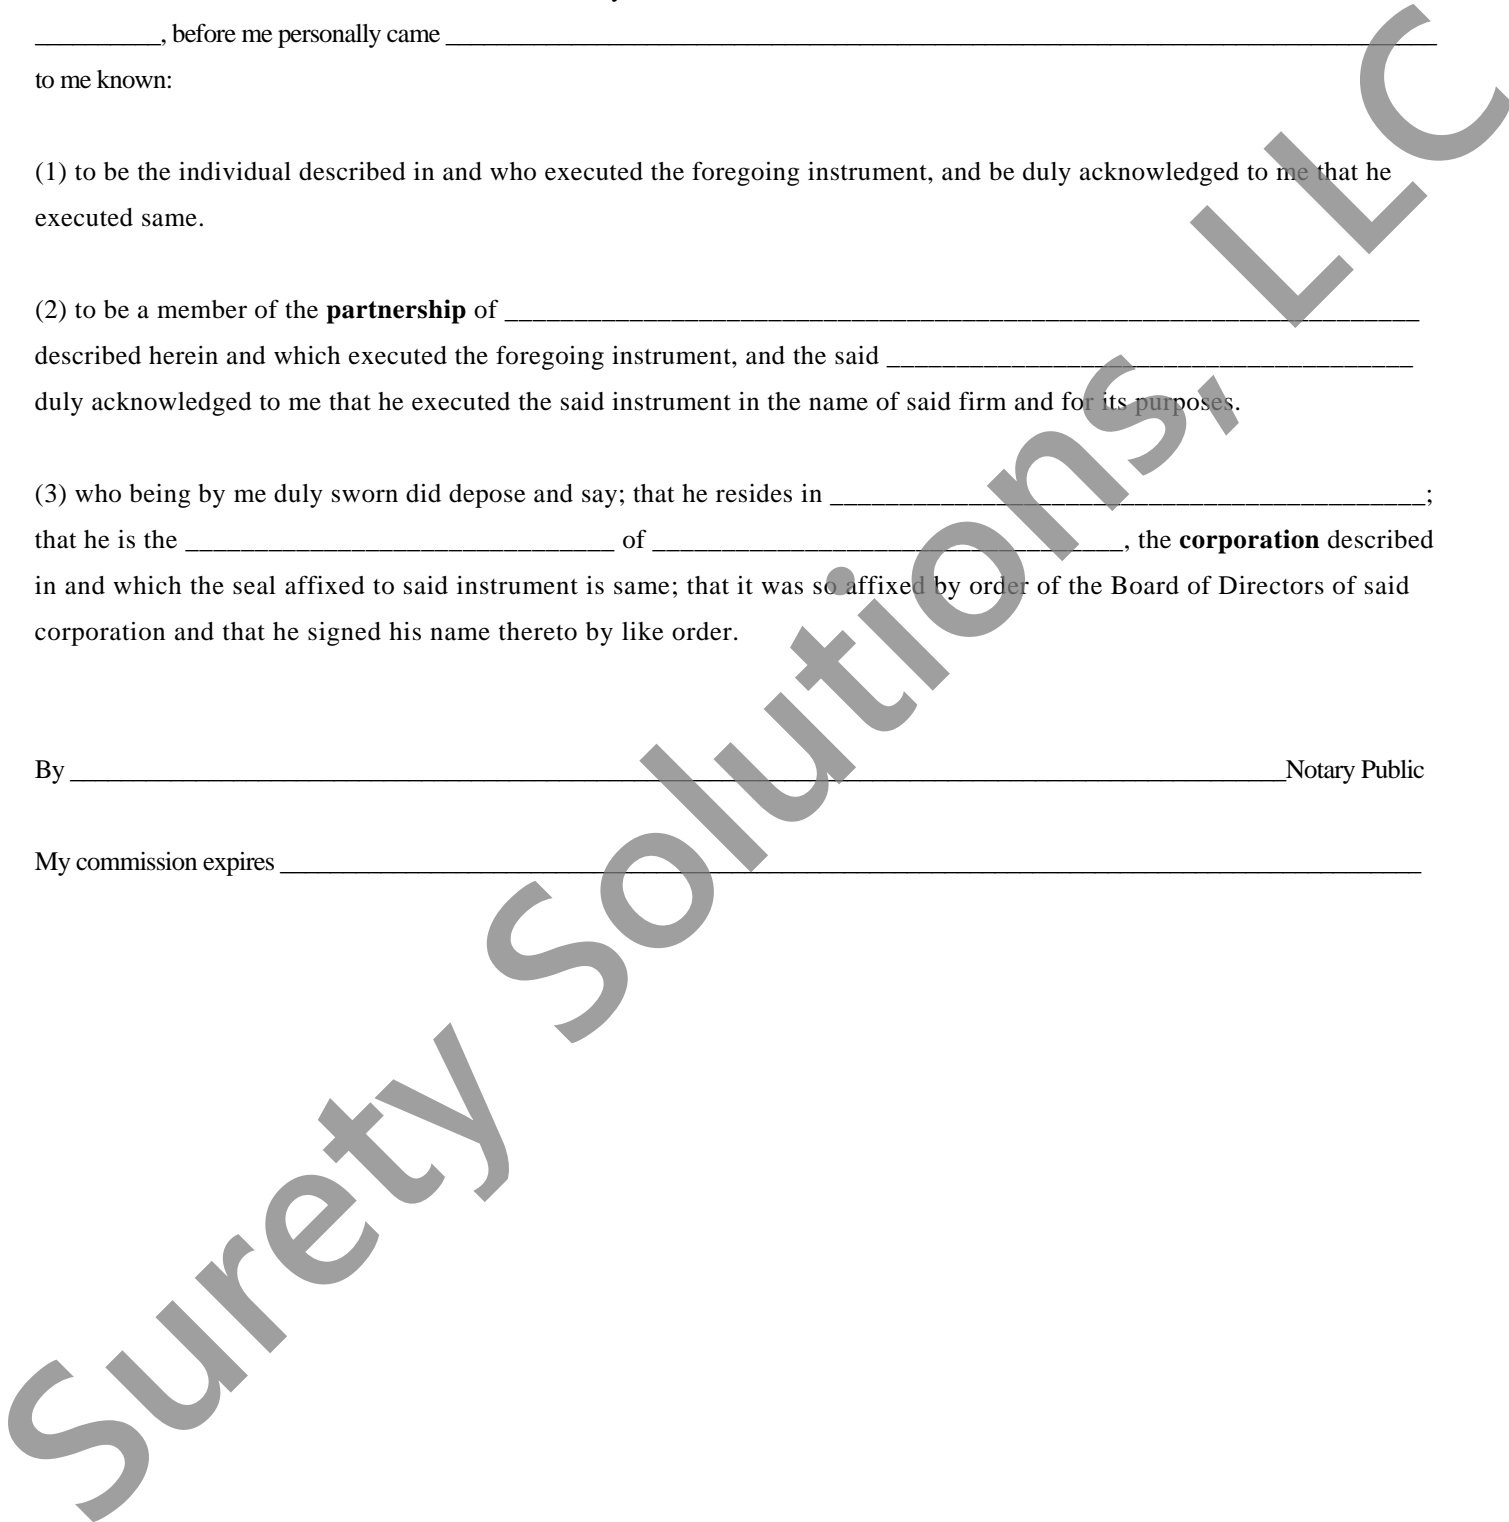 __________, before me personally came _______________________________________________________________________________
to me known:
(1) to be the individual described in and who executed the foregoing instrument, and be duly acknowledged to me that he
executed same.
(2) to be a member of the partnership of __________________________________________________________________
described herein and which executed the foregoing instrument, and the said ______________________________________
duly acknowledged to me that he executed the said instrument in the name of said firm and for its purposes.
(3) who being by me duly sworn did depose and say; that he resides in ___________________________________________;
that he is the _______________________________ of __________________________________, the corporation described
in and which the seal affixed to said instrument is same; that it was so affixed by order of the Board of Directors of said
corporation and that he signed his name thereto by like order.
By _________________________________________________________________________________________________Notary Public
My commission expires ___________________________________________________________________________________________
Surety Solutions, LLC